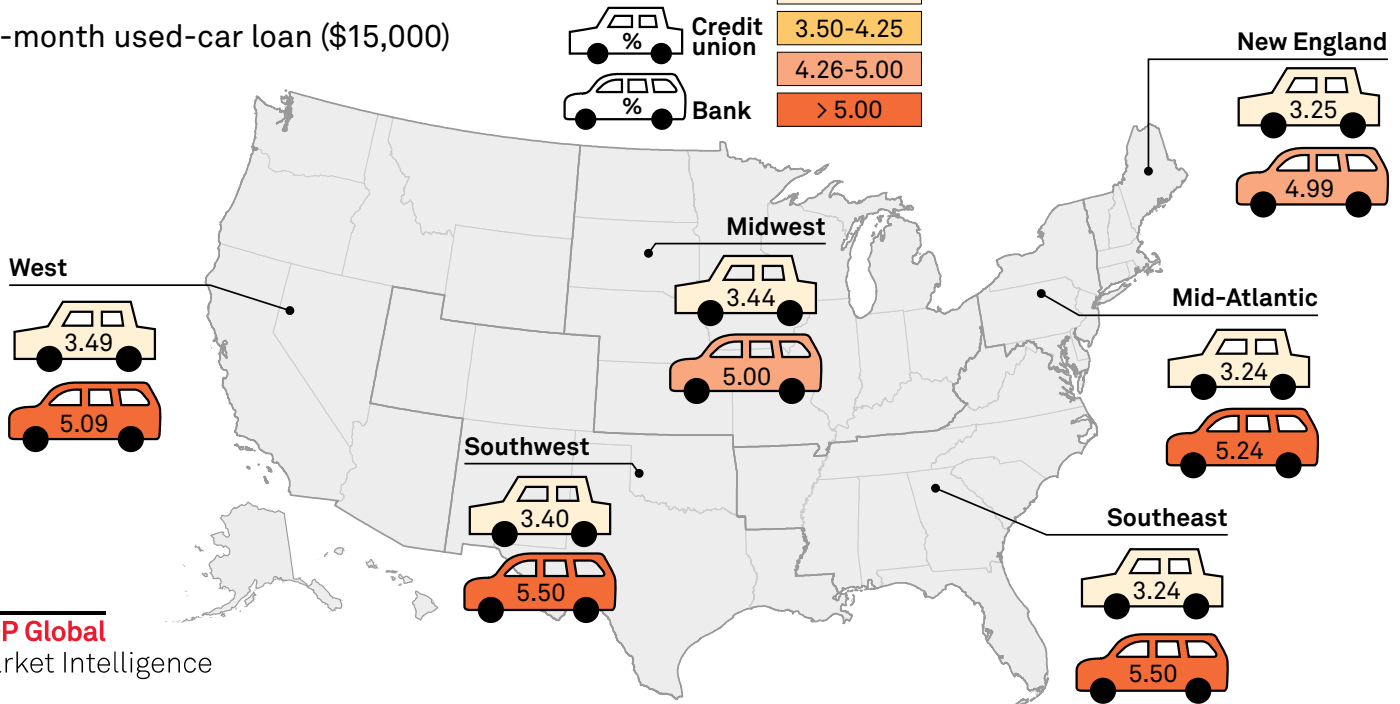 -month used-car loan ($15,000)
%
Credit
union
%
Bank
3.50-4.25
4.26-5.00
> 5.00
New England
3.25
4.99
Midwest
3.44
5.00
West
3.49
5.09
Mid-Atlantic
3.24
5.24
Southwest
3.40
5.50
Southeast
3.24
5.50
P Global
rket Intelligence